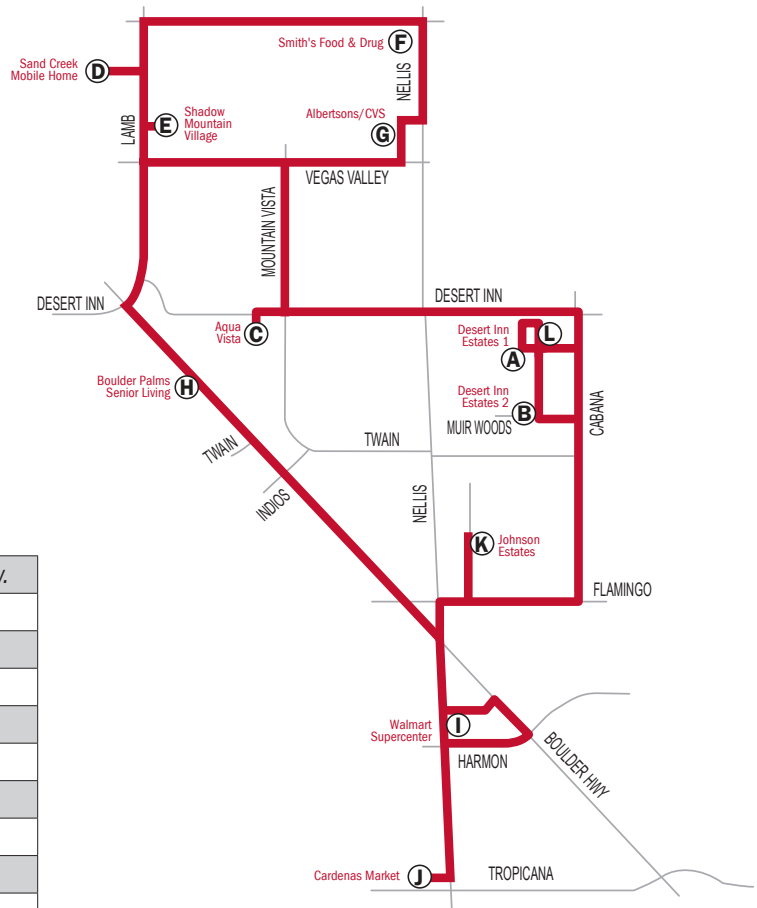 Smith's Food & Drug
F
Sand Creek
Mobile Home
D
NELLIS
LAMB
E
Shadow
Mountain
Village
Albertsons/CVS
G
VEGAS VALLEY
MOUNTAIN VISTA
DESERT INN
DESERT INN
Aqua
Vista
C
Desert Inn
Estates 1
L
A
Boulder Palms
Senior Living
H
Desert Inn
Estates 2
B
MUIR WOODS
CABANA
TWAIN
TWAIN
INDIOS
NELLIS
K
Johnson
Estates
FLAMINGO
Walmart
Supercenter
I
HARMON
BOULDER HWY
Cardenas Market
J
TROPICANA